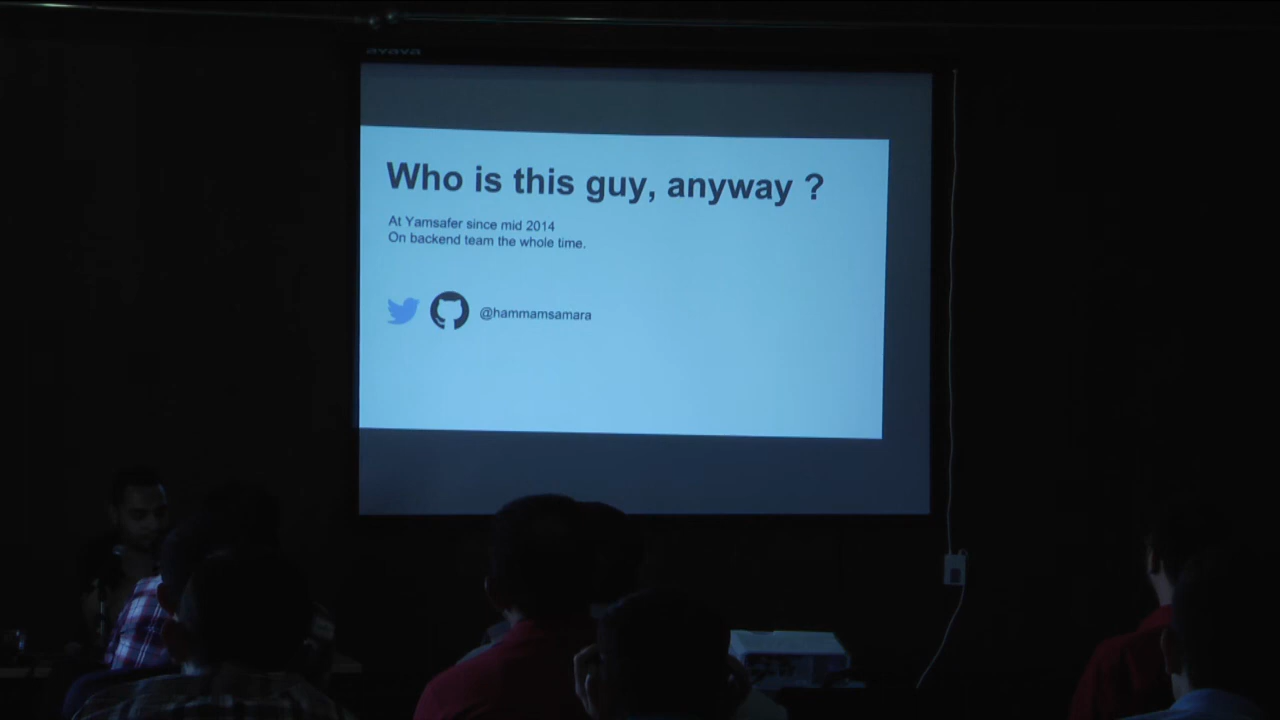 Who is this guy, anyway ?
At Yamsafer since mid 2014
On backend team the whole time.
@hammamsamara